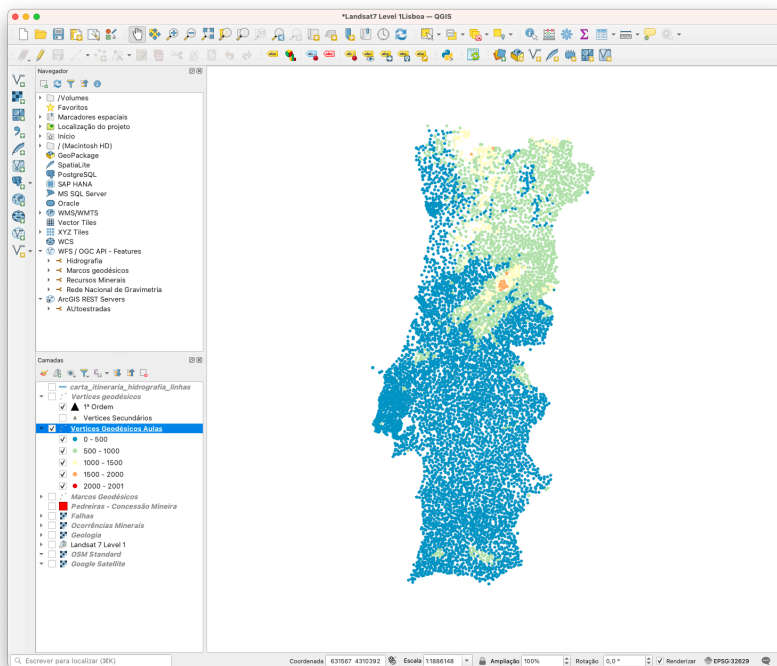 *Landsat7 Level 1Lisboa — QGIS
Navegador
/Volumes
Favoritos
Marcadores espaciais
Localização do projeto
Início
/ (Macintosh HD)
GeoPackage
SpatiaLite
PostgreSQL
SAP HANA
MS SQL Server
Oracle
WMS/WMTS
Vector Tiles
XYZ Tiles
WCS
WFS / OGC API - Features
Hidrografia
Marcos geodésicos
Recursos Minerais
Rede Nacional de Gravimetria
ArcGIS REST Servers
AUtoestradas
Camadas
carta_itineraria_hidrografia_linhas
Vertices geodésicos
1ª Ordem
Vertices Secundários
Vertices Geodésicos Aulas
0 - 500
500 - 1000
1000 - 1500
1500 - 2000
2000 - 2001
Marcos Geodésicos
Pedreiras - Concessão Mineira
Falhas
Ocorrências Minerais
Geologia
Landsat 7 Level 1
OSM Standard
Google Satellite
Escrever para localizar (⌘K)
Coordenada 631567 4310392 Escala 1:1886148 Ampliação 100% Rotação 0,0 ° Renderizar EPSG:32629